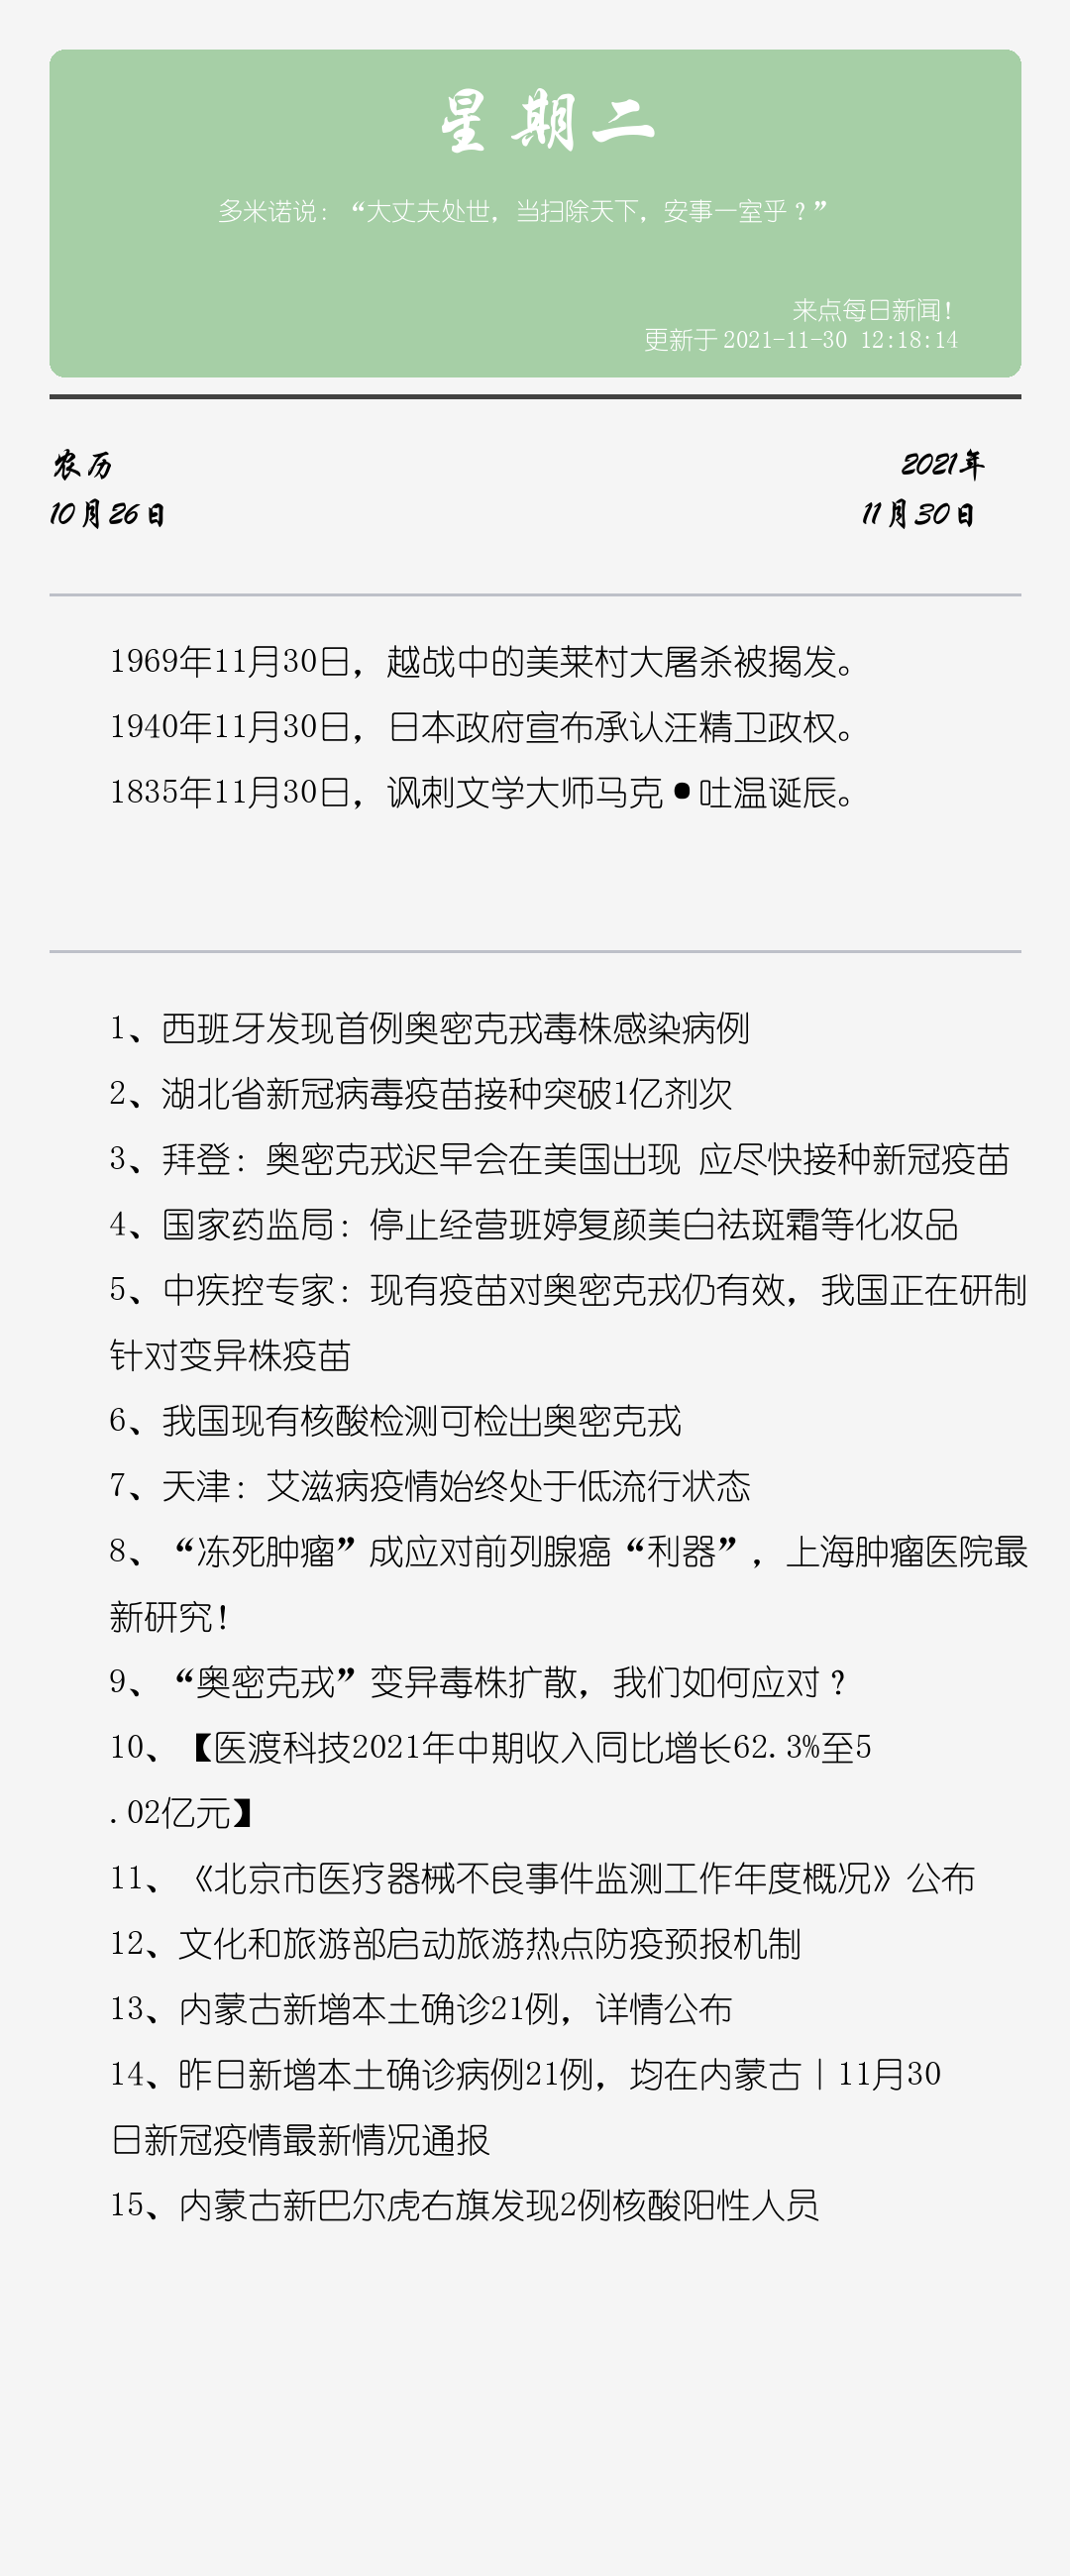 星期二
多米诺说：“大丈夫处世，当扫除天下，安事一室乎？”
来点每日新闻！
更新于2021-11-30 12:18:14
农历
2021年
10月26日
11月30日
1969年11月30日，越战中的美莱村大屠杀被揭发。
1940年11月30日，日本政府宣布承认汪精卫政权。
1835年11月30日，讽刺文学大师马克•吐温诞辰。
1、西班牙发现首例奥密克戎毒株感染病例
2、湖北省新冠病毒疫苗接种突破1亿剂次
3、拜登：奥密克戎迟早会在美国出现 应尽快接种新冠疫苗
4、国家药监局：停止经营班婷复颜美白祛斑霜等化妆品
5、中疾控专家：现有疫苗对奥密克戎仍有效，我国正在研制
针对变异株疫苗
6、我国现有核酸检测可检出奥密克戎
7、天津：艾滋病疫情始终处于低流行状态
8、“冻死肿瘤”成应对前列腺癌“利器”，上海肿瘤医院最
新研究！
9、“奥密克戎”变异毒株扩散，我们如何应对？
10、【医渡科技2021年中期收入同比增长62.3%至5
.02亿元】
11、《北京市医疗器械不良事件监测工作年度概况》公布
12、文化和旅游部启动旅游热点防疫预报机制
13、内蒙古新增本土确诊21例，详情公布
14、昨日新增本土确诊病例21例，均在内蒙古丨11月30
日新冠疫情最新情况通报
15、内蒙古新巴尔虎右旗发现2例核酸阳性人员